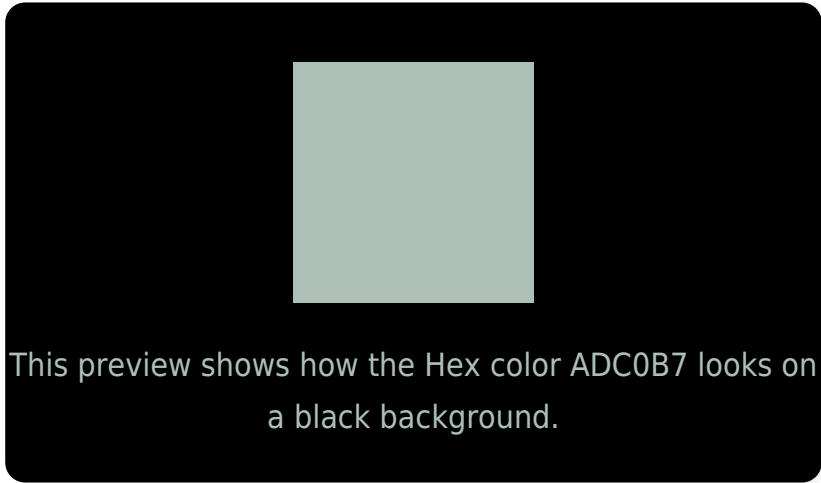 This preview shows how the Hex color ADC0B7 looks on
a black background.